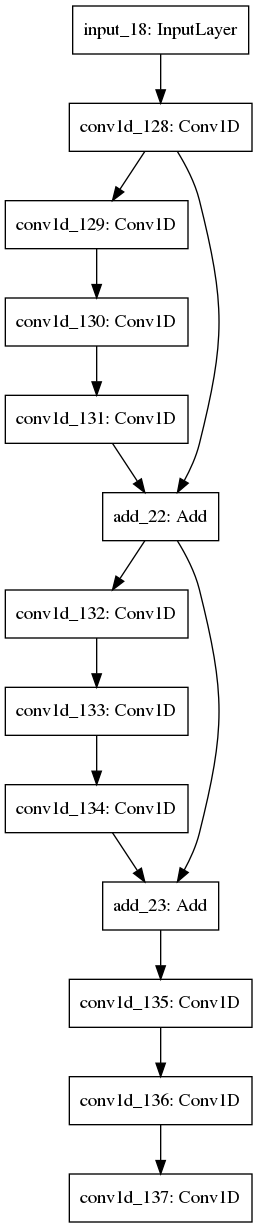 input_18: InputLayer
conv1d_128: Conv1D
conv1d_129: Conv1D
conv1d_130: Conv1D
conv1d_131: Conv1D
add_22: Add
conv1d_132: Conv1D
conv1d_133: Conv1D
conv1d_134: Conv1D
add_23: Add
conv1d_135: Conv1D
conv1d_136: Conv1D
conv1d_137: Conv1D